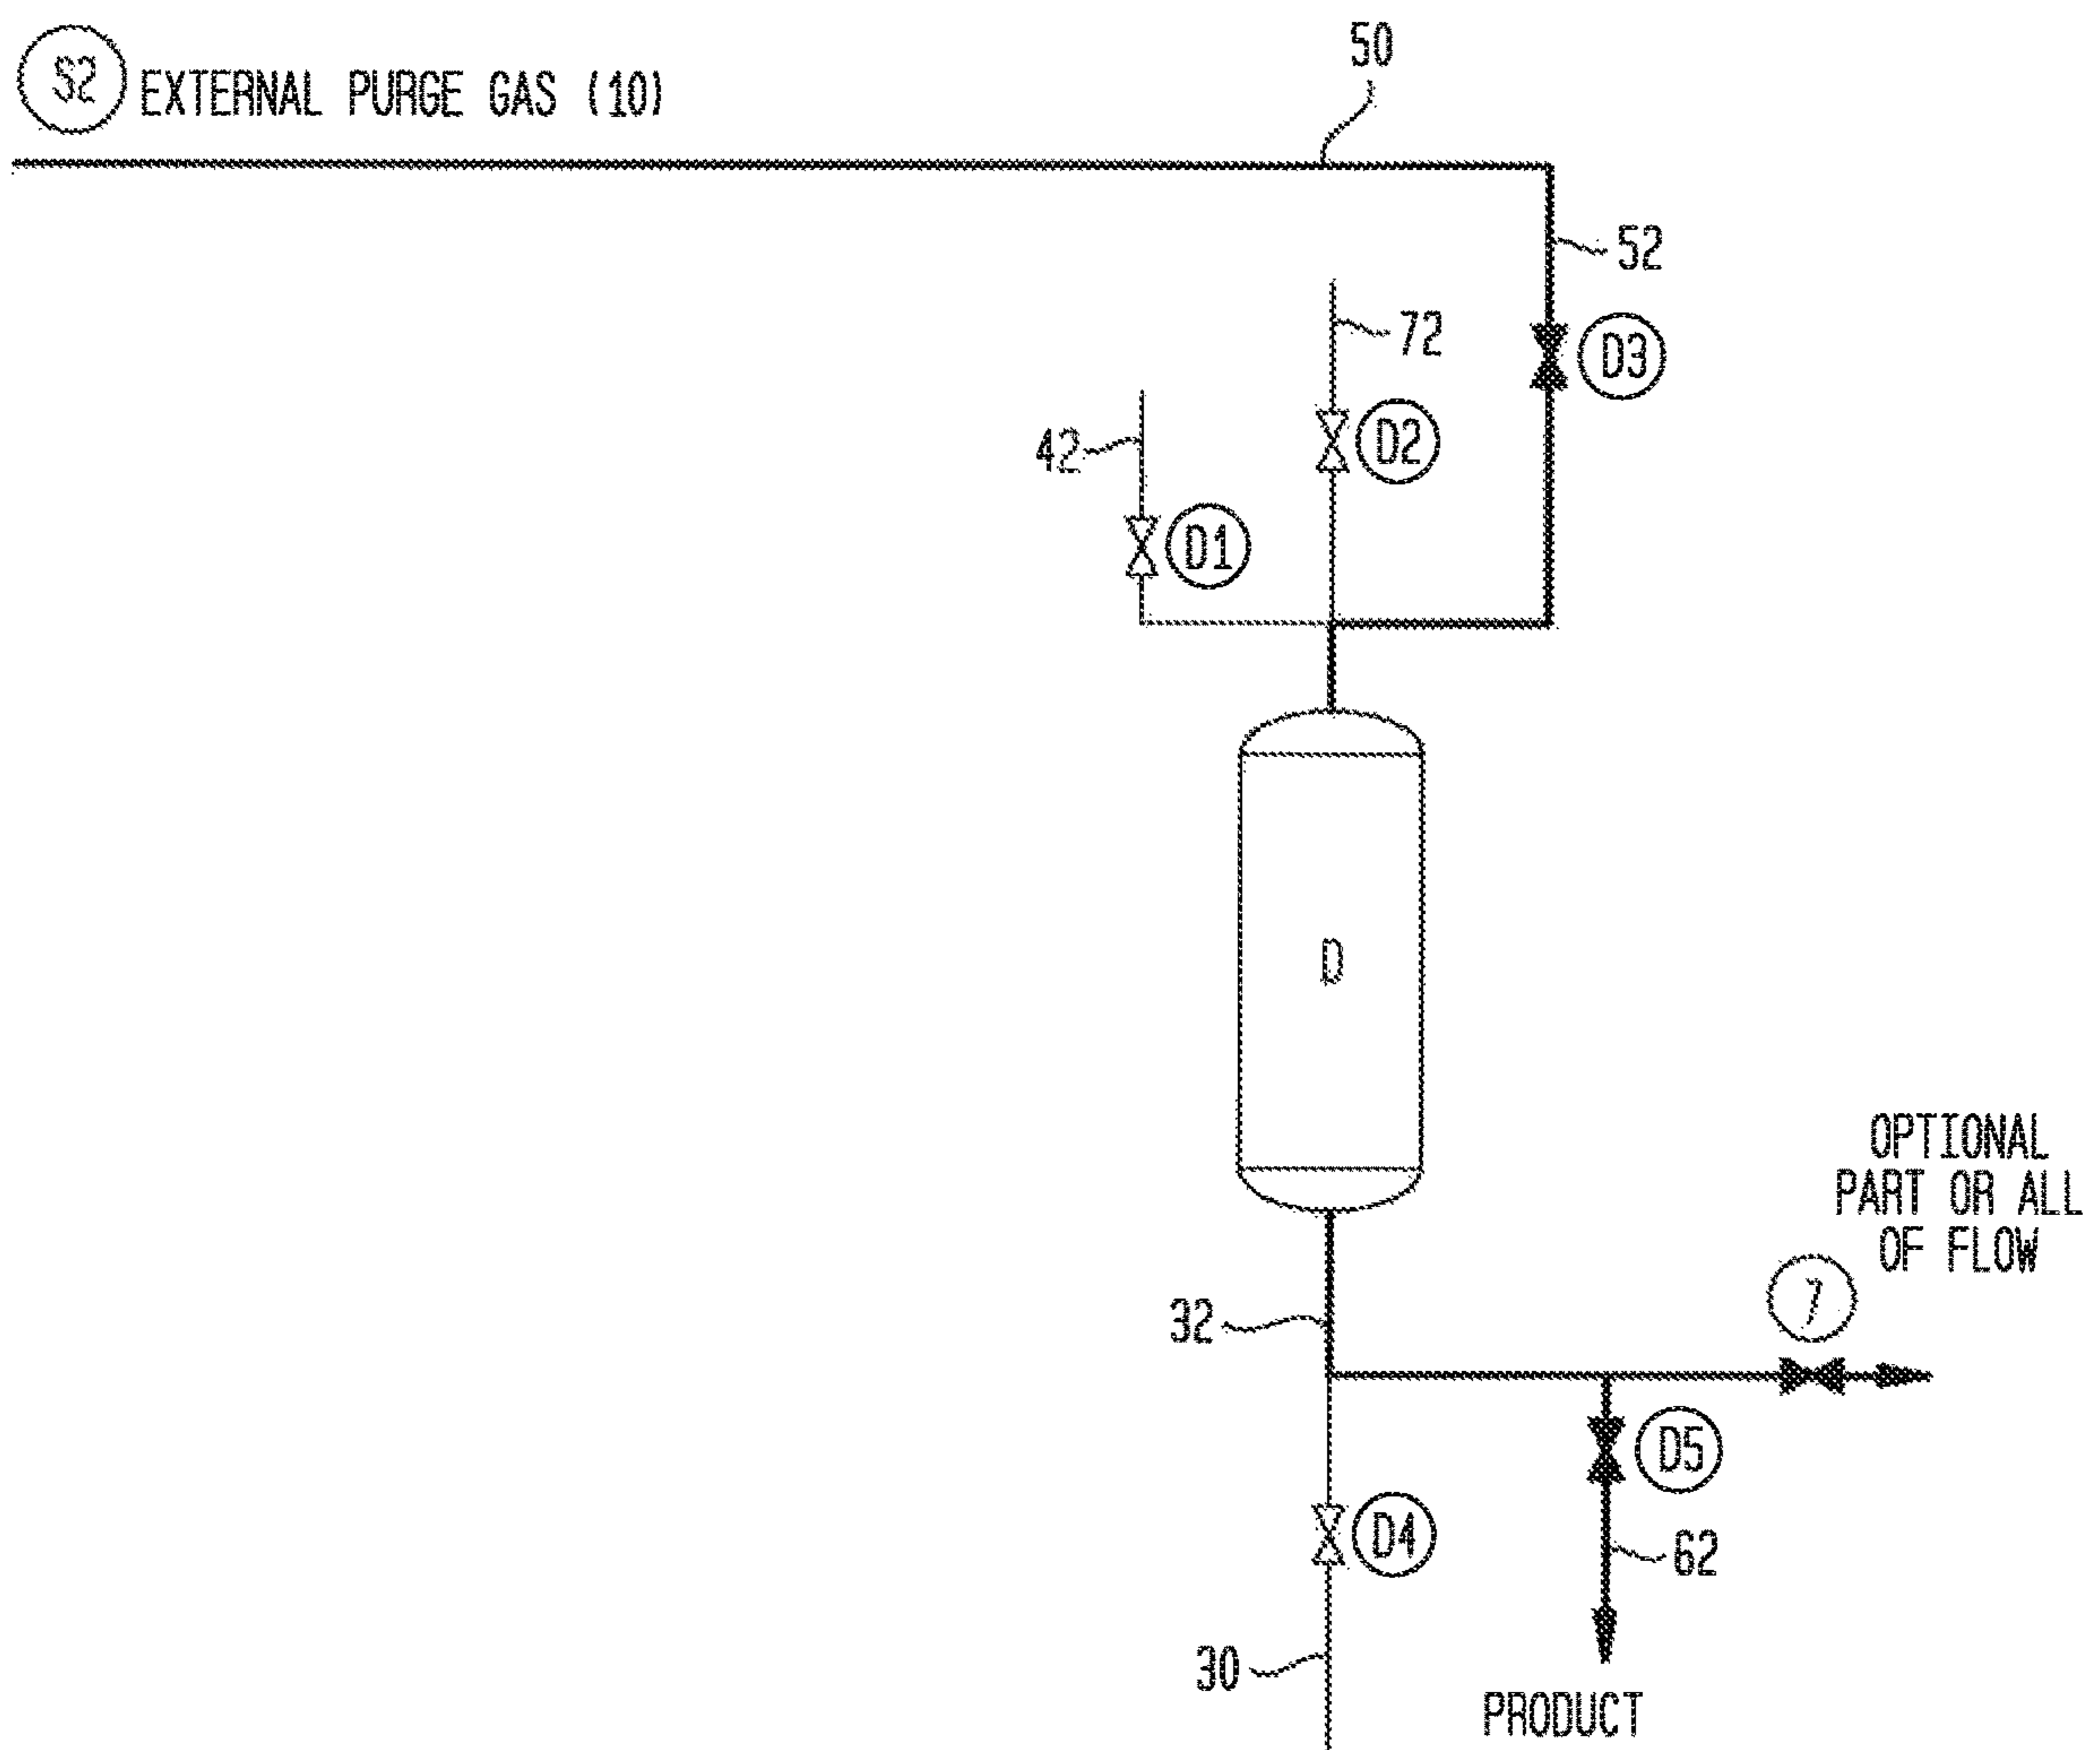 50
S2 EXTERNAL PURGE GAS (10)
52
72
D3
42
D2
D1
D
OPTIONAL
PART OR ALL
OF FLOW
7
32
D5
D4
62
30
PRODUCT